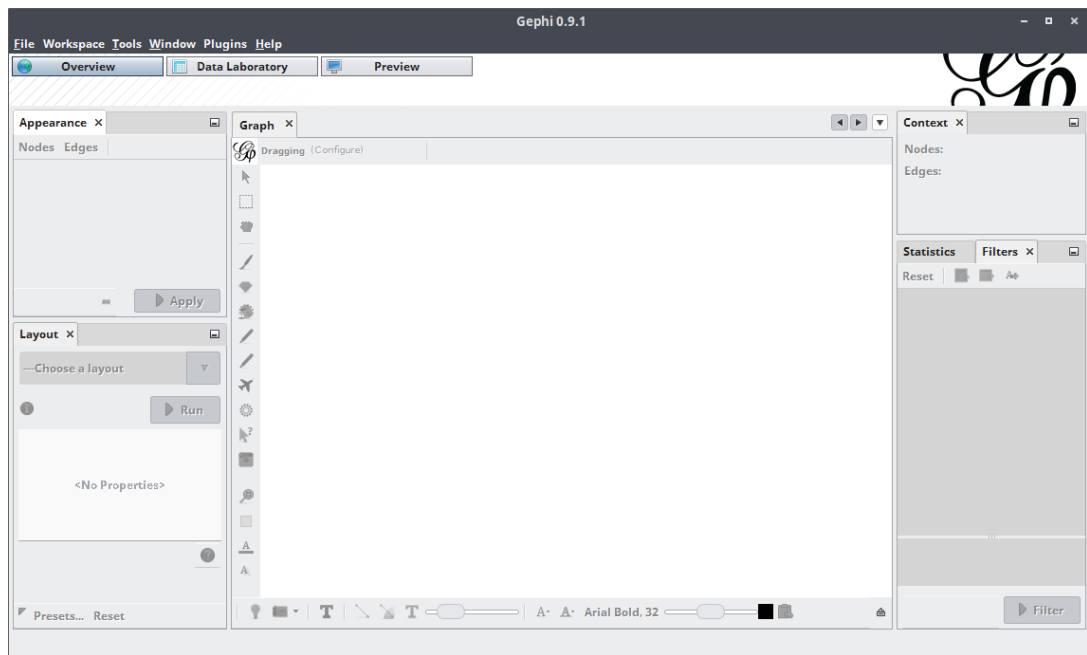 Gephi 0.9.1
File Workspace Tools Window Plugins Help
Overview Data Laboratory Preview
Appearance
Nodes Edges
Apply
Layout
---Choose a layout
Run
<No Properties>
Presets... Reset
Graph
Dragging (Configure)
Arial Bold, 32
Context
Nodes:
Edges:
Statistics Filters
Reset
Filter